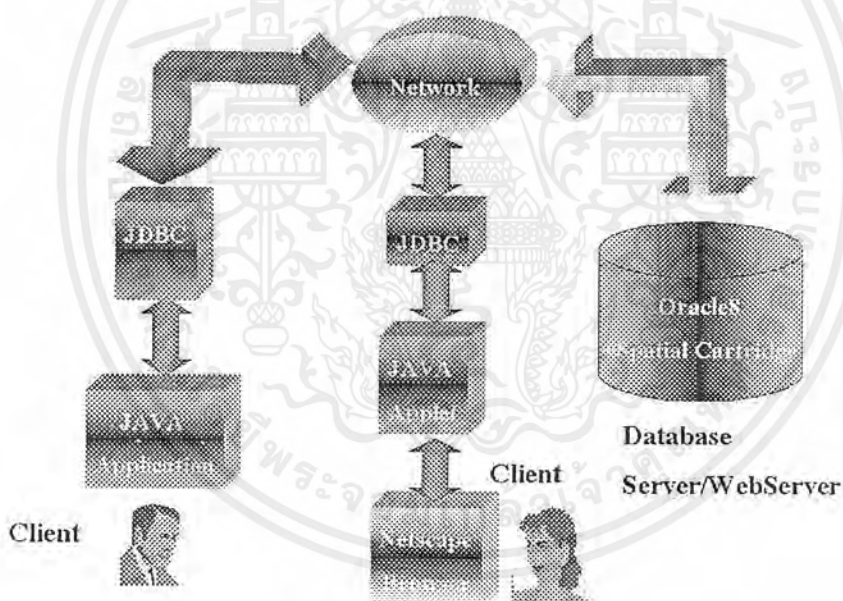 Network
JDBC
JDBC
Oracle8
+Spatial Cartridge
JAVA
Applet
JAVA
Application
Database
Server/WebServer
Client
Client
Netscape
Browser